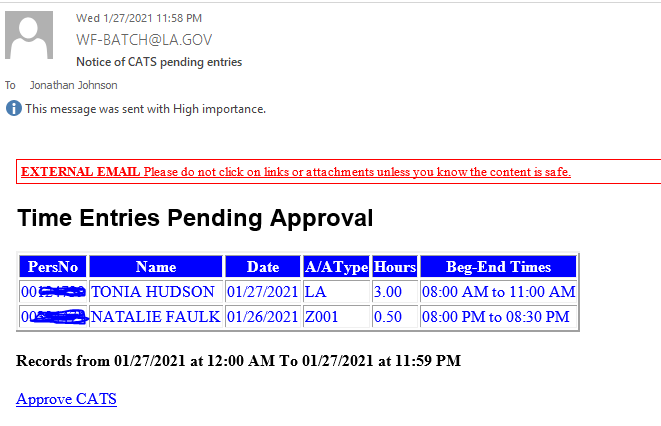 Wed 1/27/2021 11:58 PM
WF-BATCH@LA.GOV
Notice of CATS pending entries
To Jonathan Johnson
This message was sent with High importance.
EXTERNAL EMAIL Please do not click on links or attachments unless you know the content is safe.
Time Entries Pending Approval
PersNo Name Date A/AType Hours Beg-End Times
00 TONIA HUDSON 01/27/2021 LA 3.00 08:00 AM to 11:00 AM
00 NATALIE FAULK 01/26/2021 Z001 0.50 08:00 PM to 08:30 PM
Records from 01/27/2021 at 12:00 AM To 01/27/2021 at 11:59 PM
Approve CATS